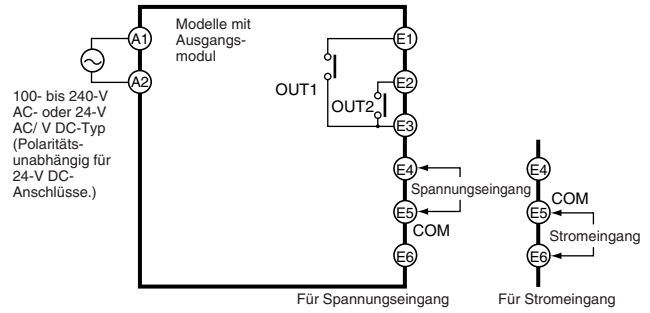 Modelle mit
Ausgangs-
modul
A1
A2
100- bis 240-V
AC- oder 24-V
AC/ V DC-Typ
(Polaritäts-
unabhängig für
24-V DC-
Anschlüsse.)
OUT1
OUT2
E1
E2
E3
E4
Spannungseingang
E5
COM
E6
Für Spannungseingang
E4
COM
E5
Stromeingang
E6
Für Stromeingang